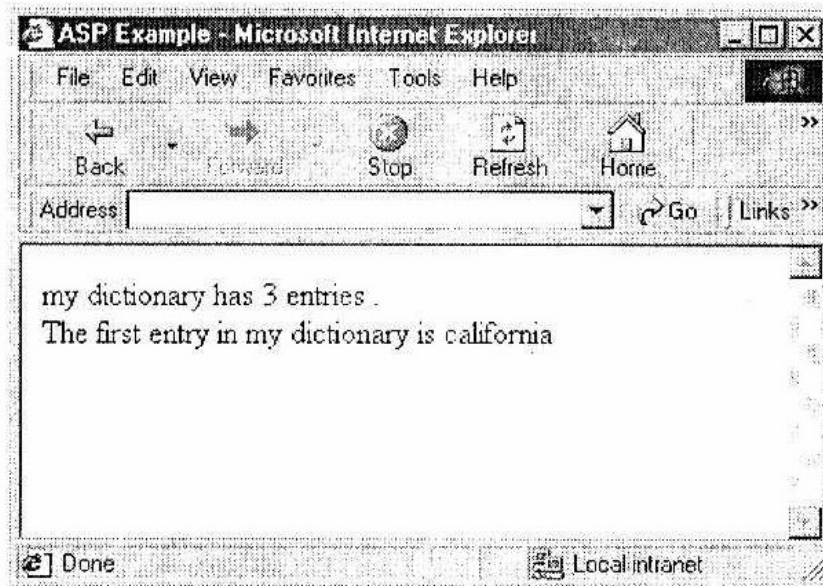 ASP Example - Microsoft Internet Explorer
File Edit View Favorites Tools Help
Back Forward Stop Refresh Home »
Address Go Links »
my dictionary has 3 entries .
The first entry in my dictionary is california
Done Local intranet